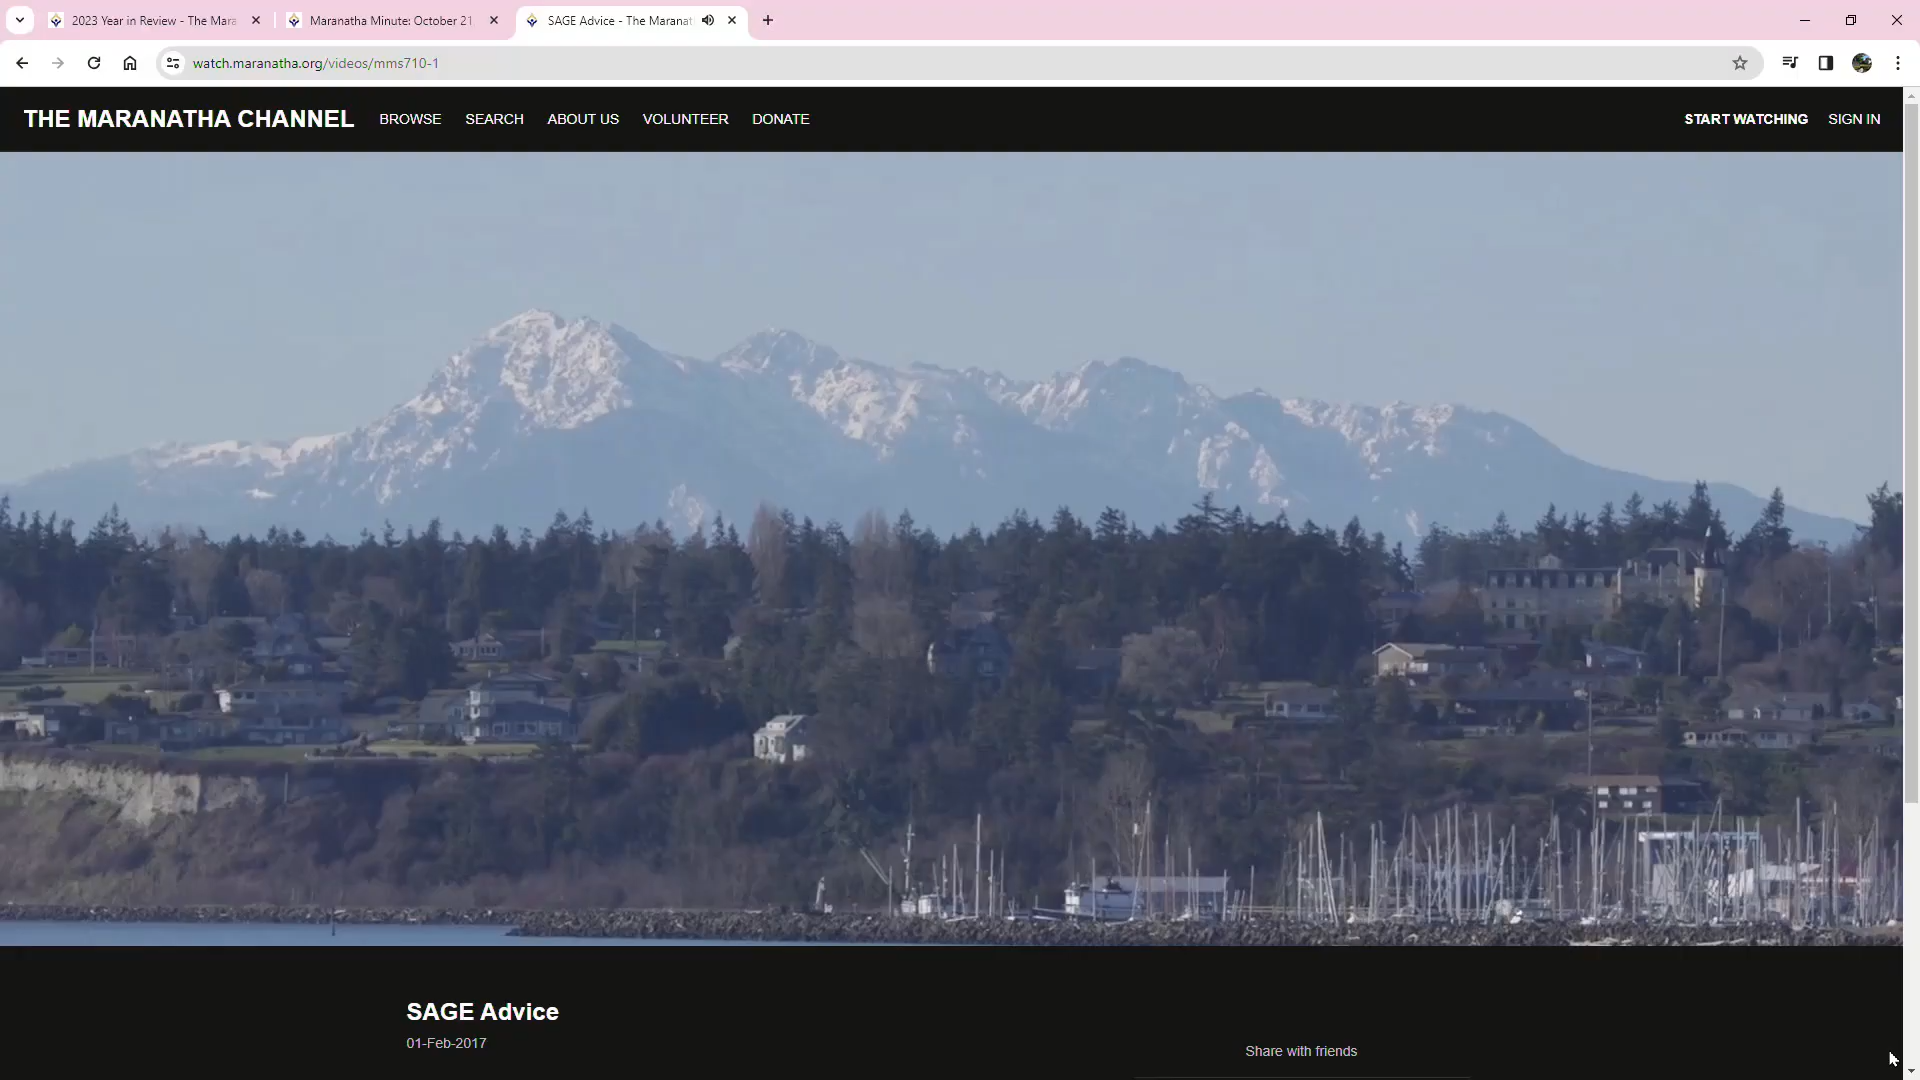 2023 Year in Review - The Mara
Maranatha Minute: October 21
SAGE Advice - The Maranat
watch.maranatha.org/videos/mms710-1
THE MARANATHA CHANNEL BROWSE SEARCH ABOUT US VOLUNTEER DONATE START WATCHING SIGN IN
SAGE Advice
01-Feb-2017
Share with friends